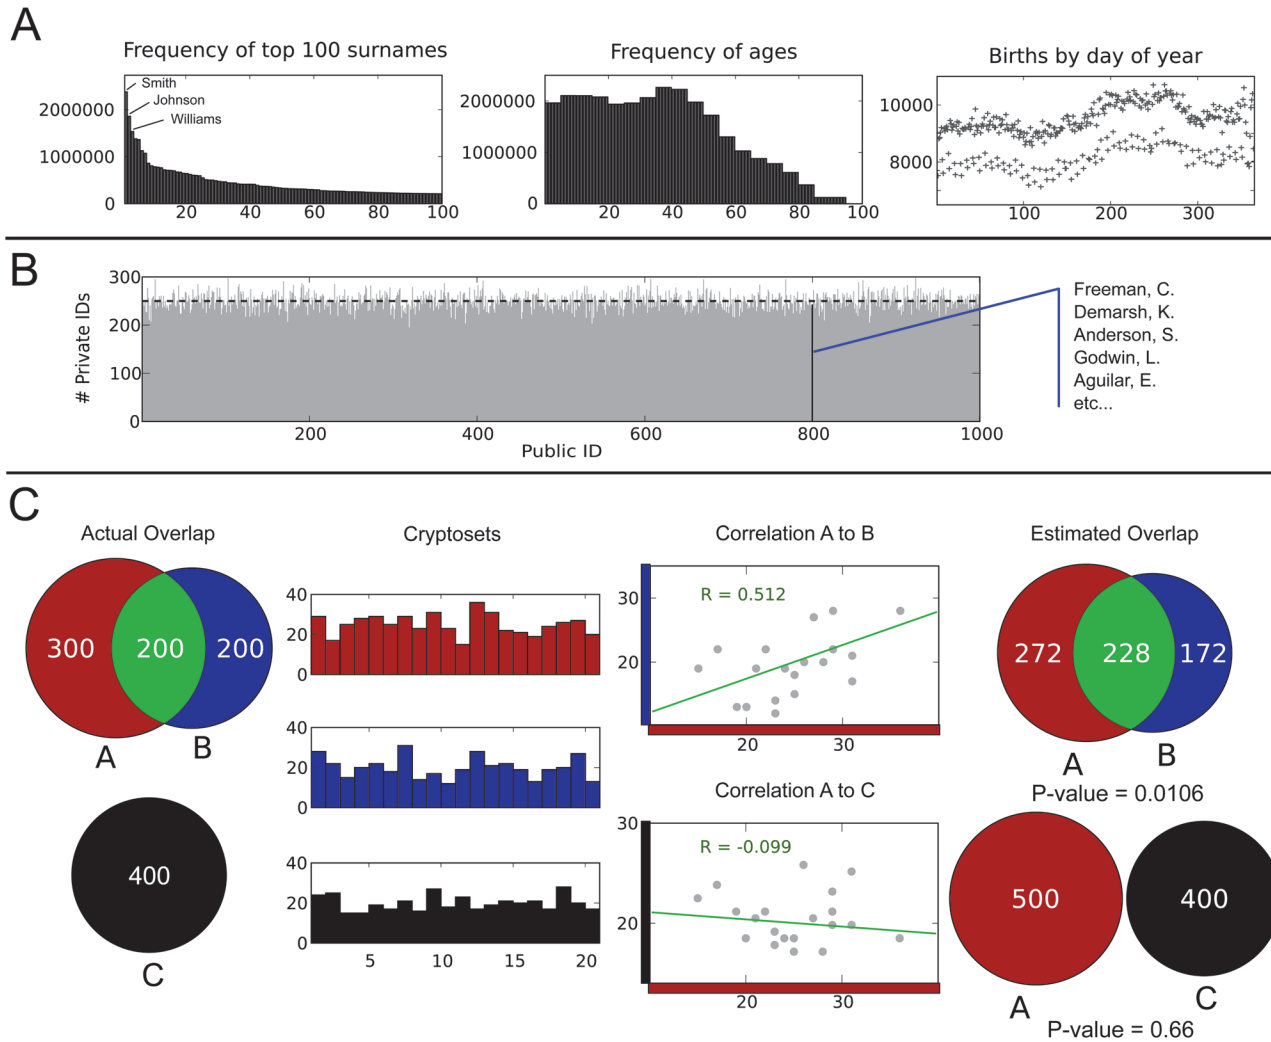 A
Frequency of top 100 surnames
Smith
Johnson
Williams
2000000
1000000
0
20 40 60 80 100
Frequency of ages
2000000
1000000
0
20 40 60 80 100
Births by day of year
10000
8000
100 200 300
B
# Private IDs
300
200
100
0
200 400 600 800 1000
Public ID
Freeman, C.
Demarsh, K.
Anderson, S.
Godwin, L.
Aguilar, E.
etc...
C
Actual Overlap
300 200 200
A B
400
C
Cryptosets
40
20
0
40
20
0
40
20
0
5 10 15 20
Correlation A to B
R = 0.512
30
20
20 30
Correlation A to C
R = -0.099
30
20
20 30
Estimated Overlap
272 228 172
A B
P-value = 0.0106
500 400
A C
P-value = 0.66